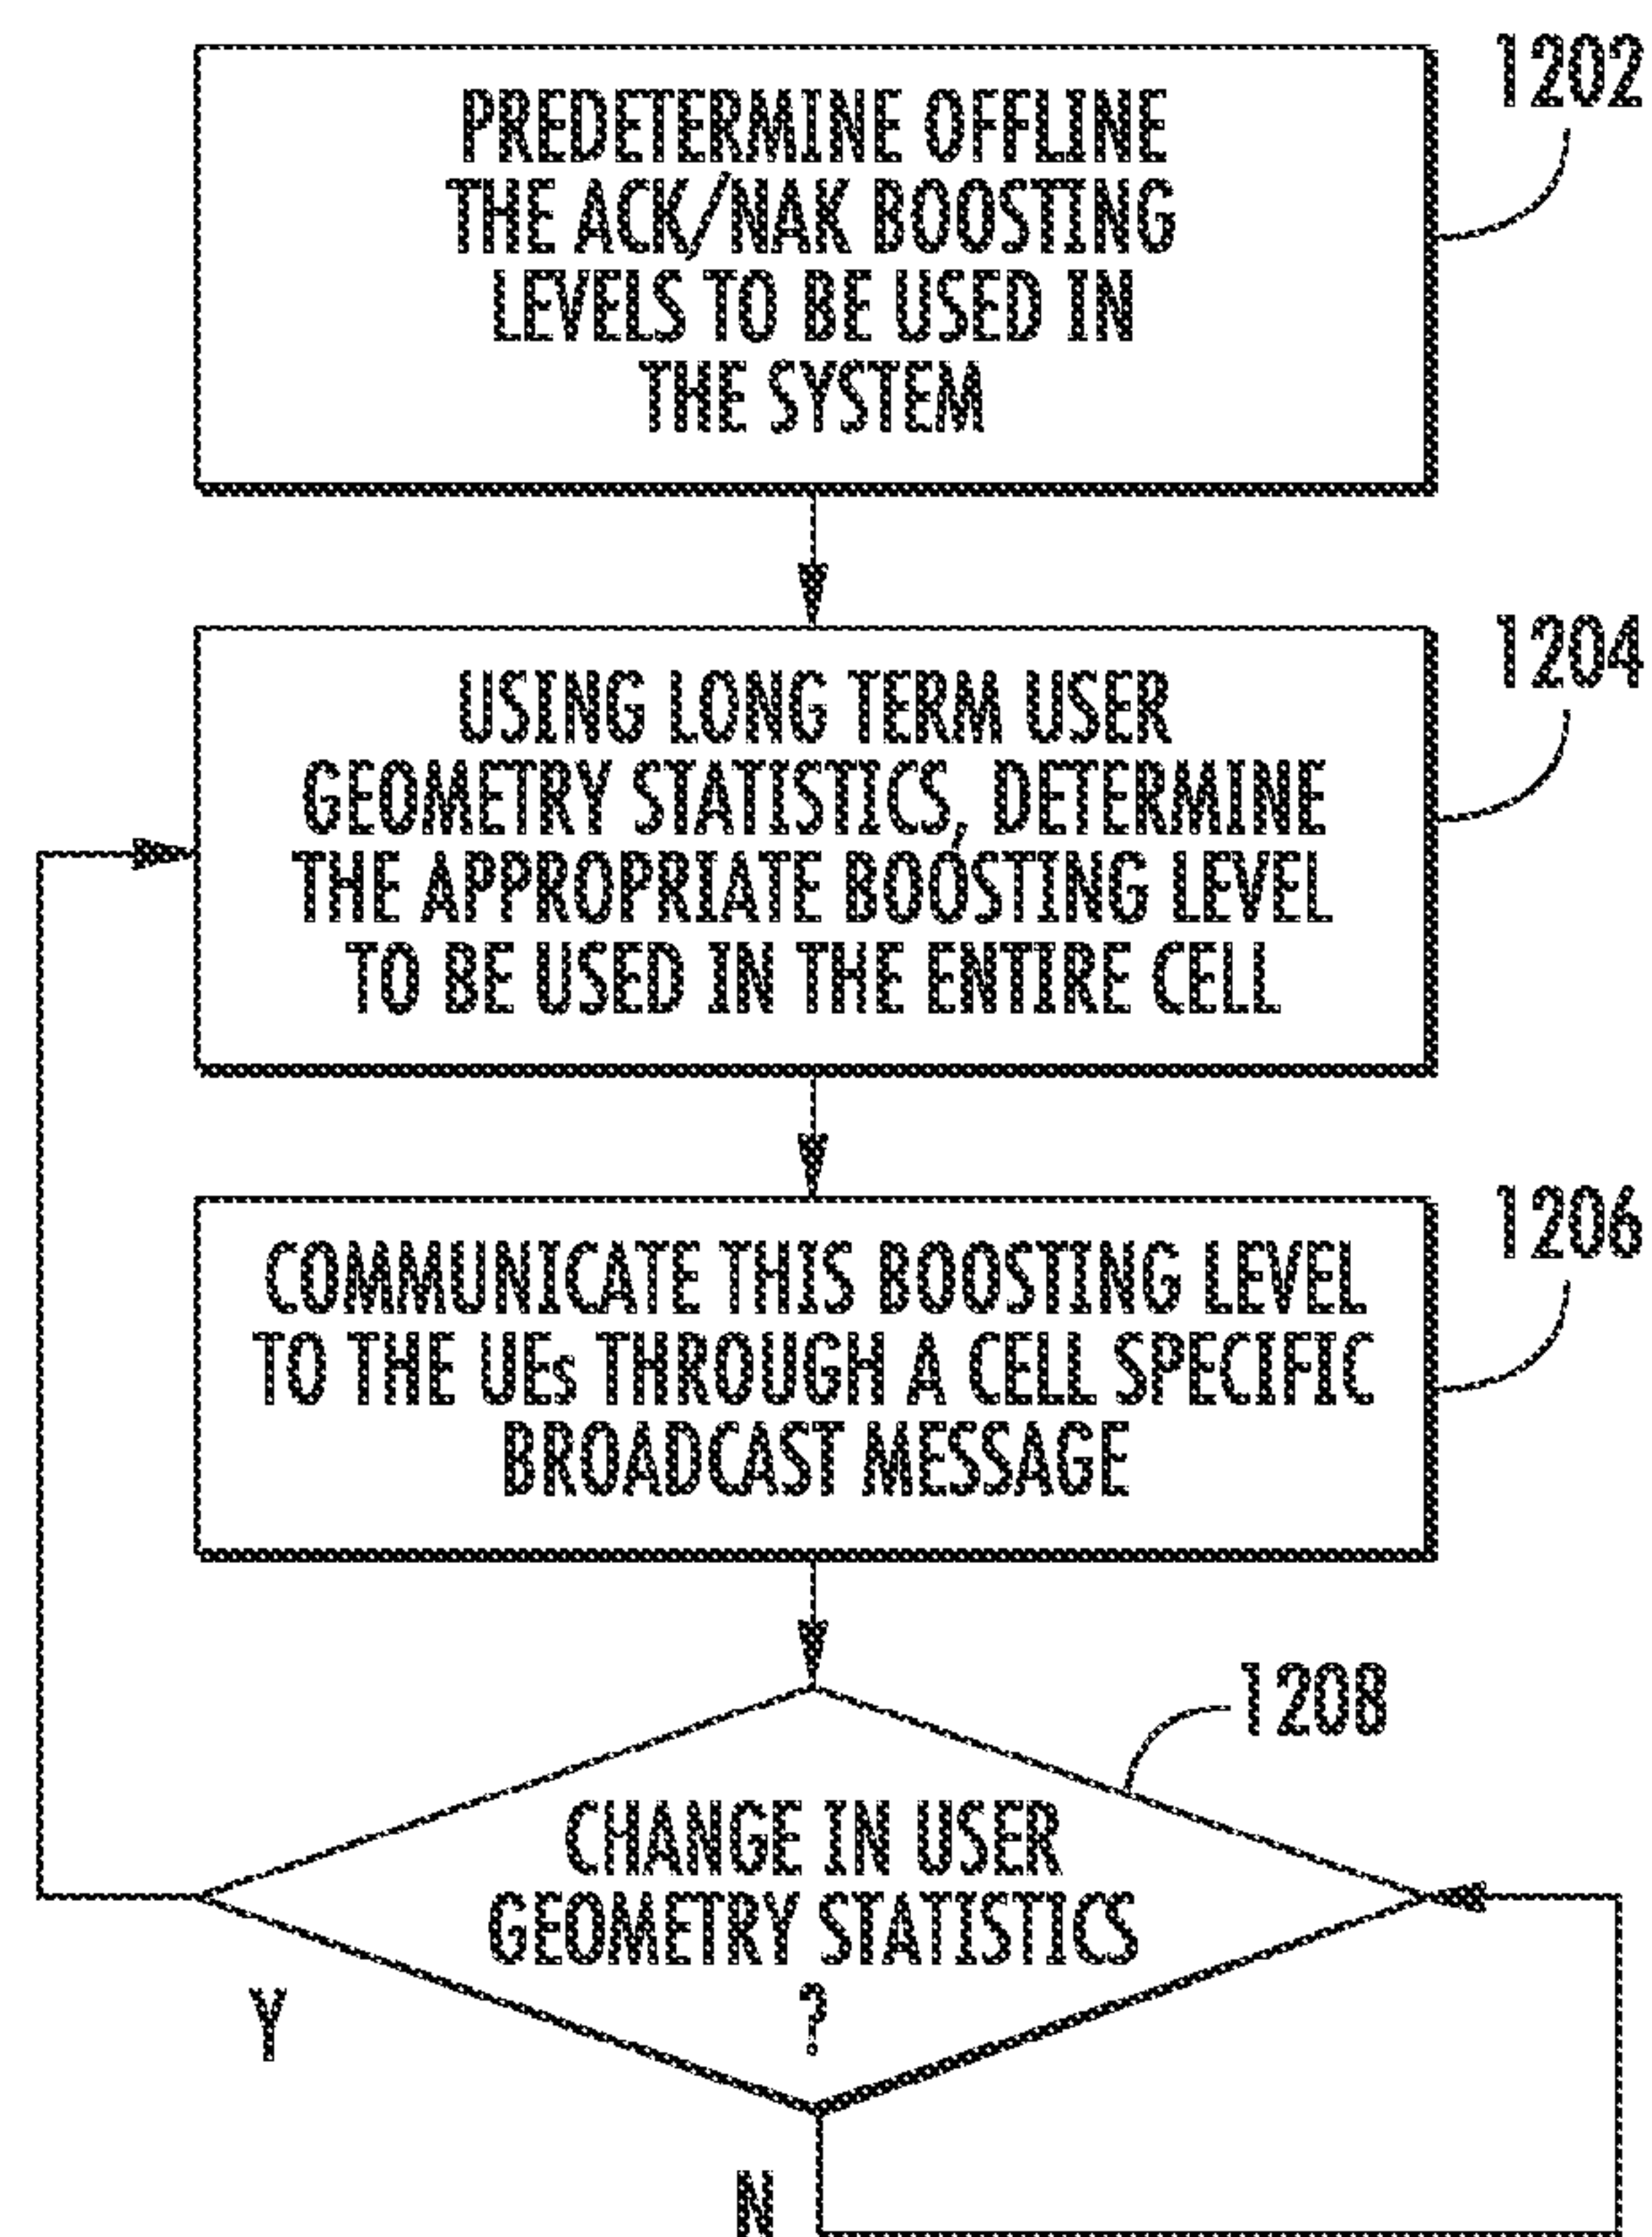 PREDETERMINE OFFLINE
THE ACK/NAK BOOSTING
LEVELS TO BE USED IN
THE SYSTEM
1202
USING LONG TERM USER
GEOMETRY STATISTICS, DETERMINE
THE APPROPRIATE BOOSTING LEVEL
TO BE USED IN THE ENTIRE CELL
1204
COMMUNICATE THIS BOOSTING LEVEL
TO THE UEs THROUGH A CELL SPECIFIC
BROADCAST MESSAGE
1206
1208
CHANGE IN USER
GEOMETRY STATISTICS
?
Y
N